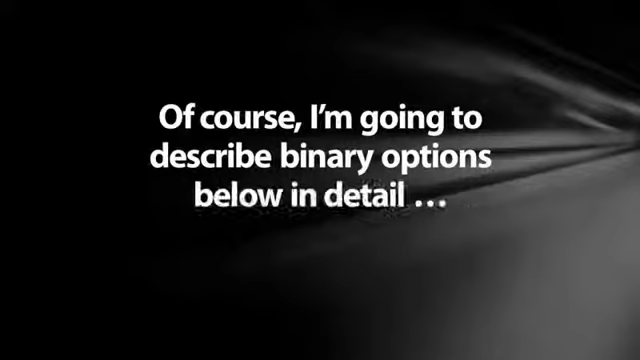 Of course, I’m going to
describe binary options
below in detail …